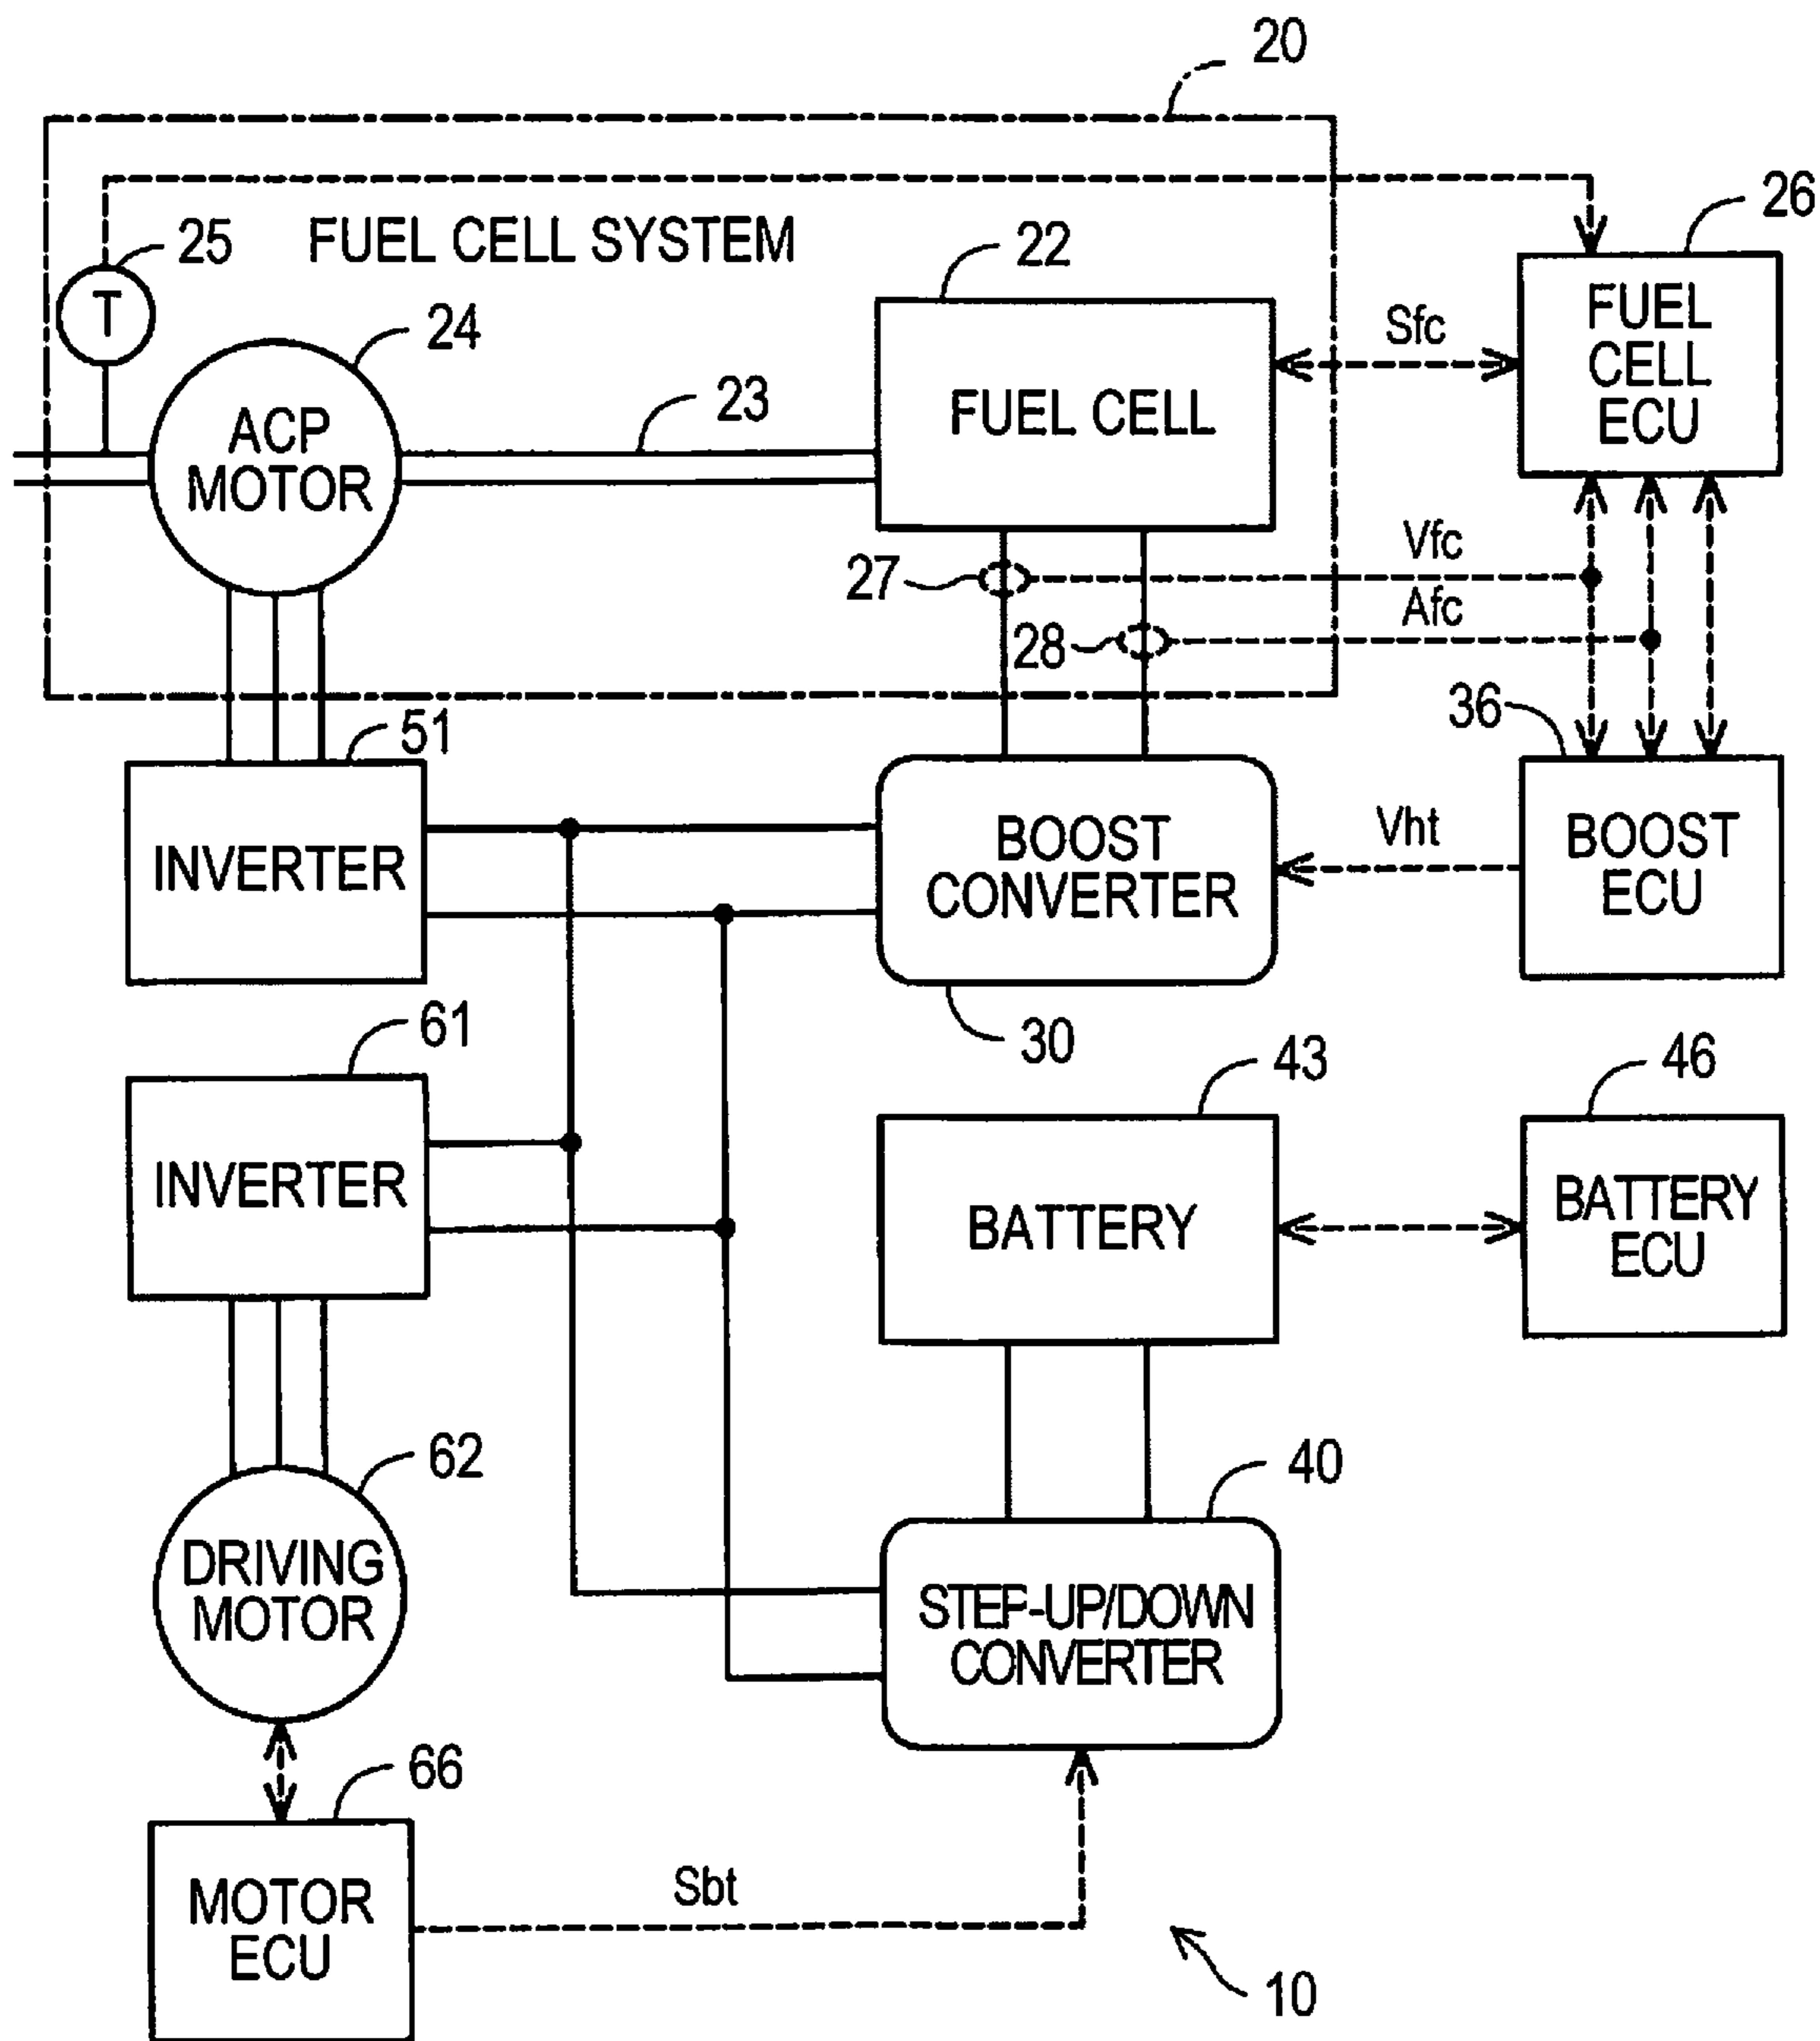 20
FUEL CELL SYSTEM
25
T
24
ACP
MOTOR
23
22
FUEL CELL
Sfc
26
FUEL
CELL
ECU
27
Vfc
28
Afc
51
INVERTER
BOOST
CONVERTER
30
Vht
36
BOOST
ECU
61
INVERTER
43
BATTERY
46
BATTERY
ECU
62
DRIVING
MOTOR
40
STEP-UP/DOWN
CONVERTER
66
MOTOR
ECU
Sbt
10